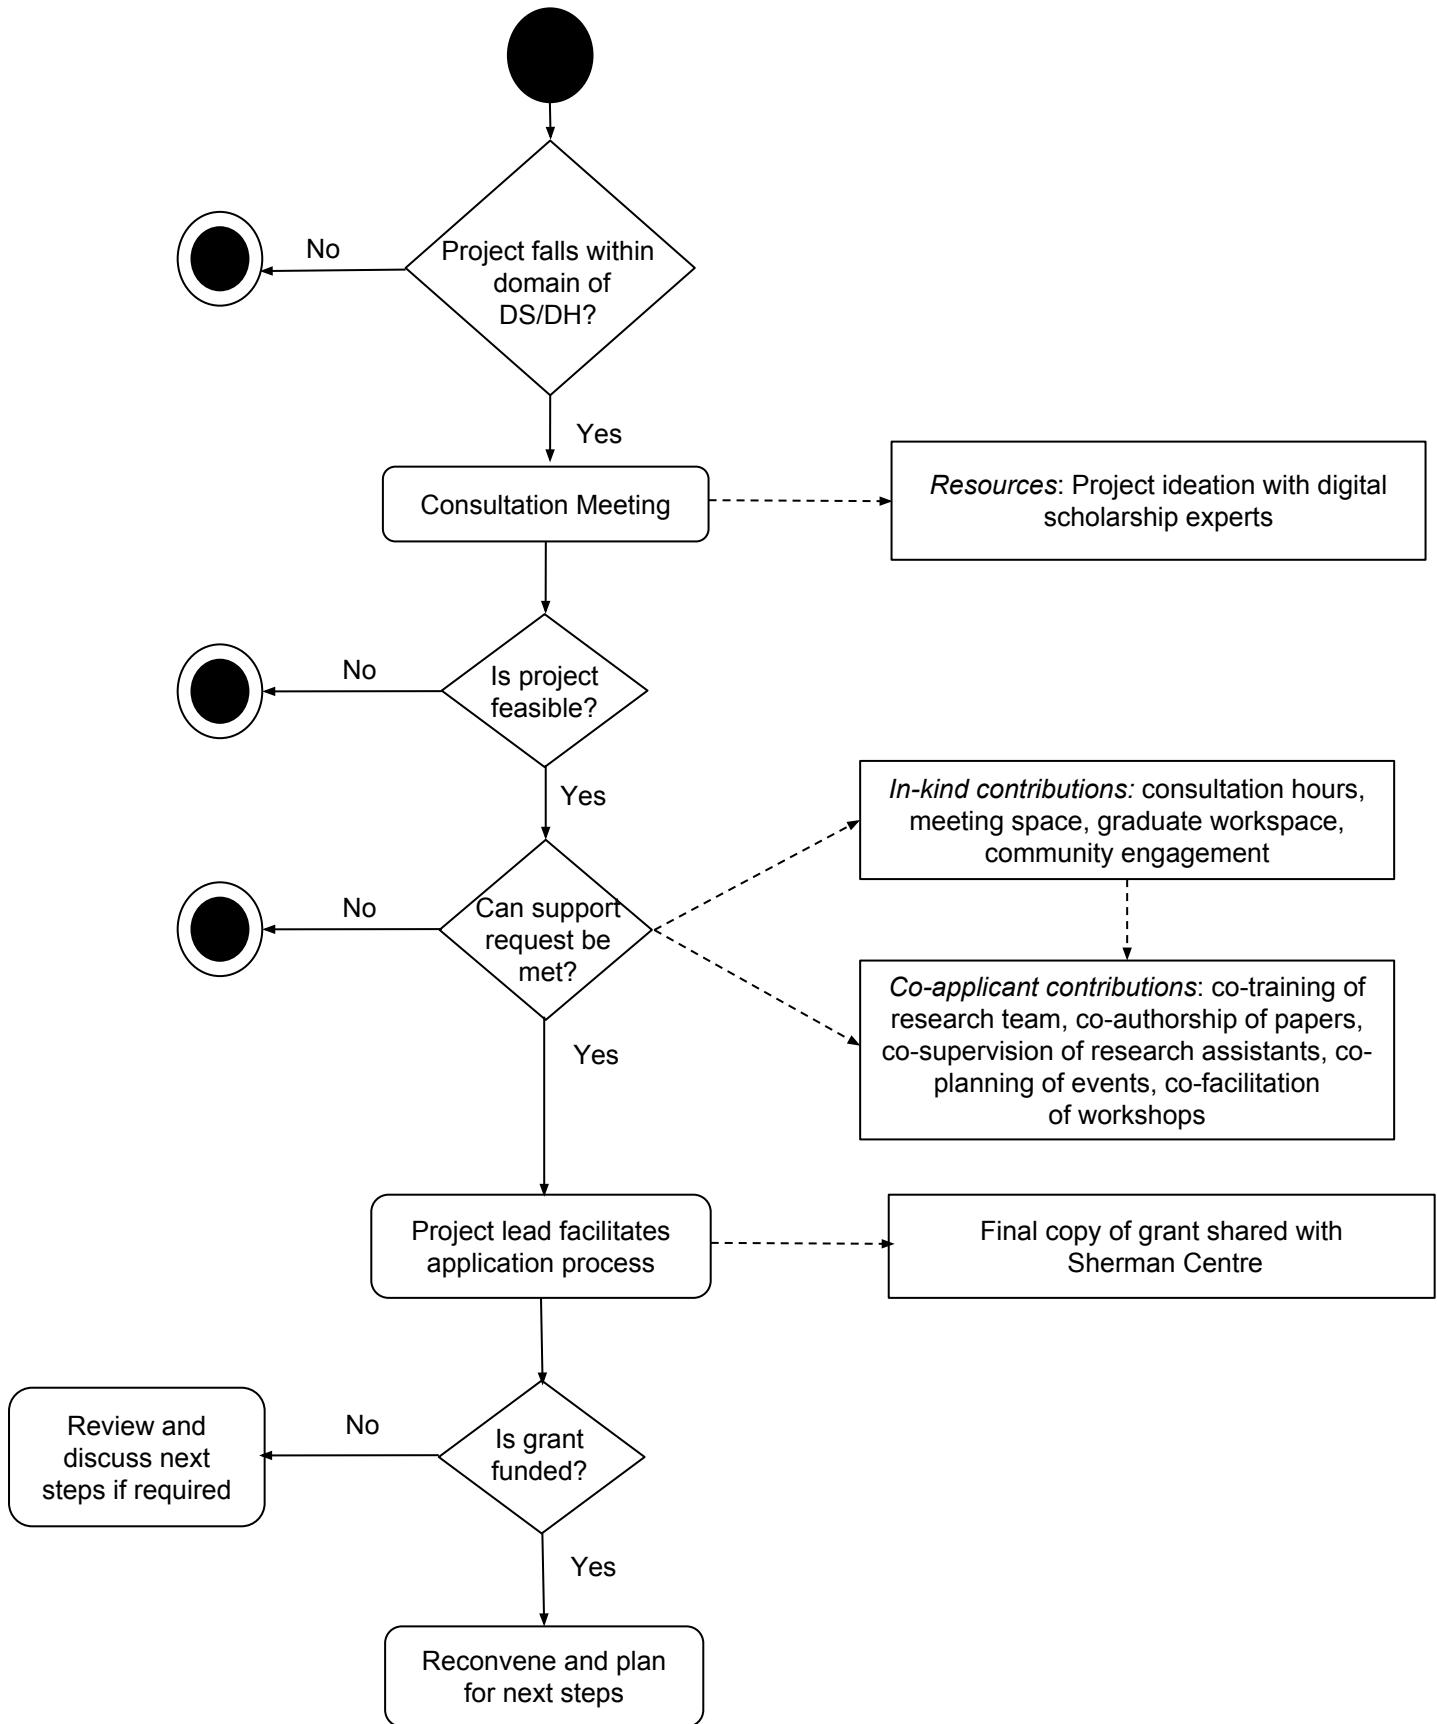 No
Project falls within
domain of
DS/DH?
Yes
Consultation Meeting
Resources: Project ideation with digital
scholarship experts
No
Is project
feasible?
Yes
In-kind contributions: consultation hours,
meeting space, graduate workspace,
community engagement
No
Can support
request be
met?
Co-applicant contributions: co-training of
research team, co-authorship of papers,
co-supervision of research assistants, co-
planning of events, co-facilitation
of workshops
Yes
Project lead facilitates
application process
Final copy of grant shared with
Sherman Centre
Review and
discuss next
steps if required
No
Is grant
funded?
Yes
Reconvene and plan
for next steps